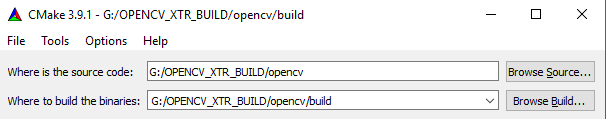 CMake 3.9.1 - G:/OPENCV_XTR_BUILD/opencv/build
File Tools Options Help
Where is the source code: G:/OPENCV_XTR_BUILD/opencv Browse Source...
Where to build the binaries: G:/OPENCV_XTR_BUILD/opencv/build Browse Build...